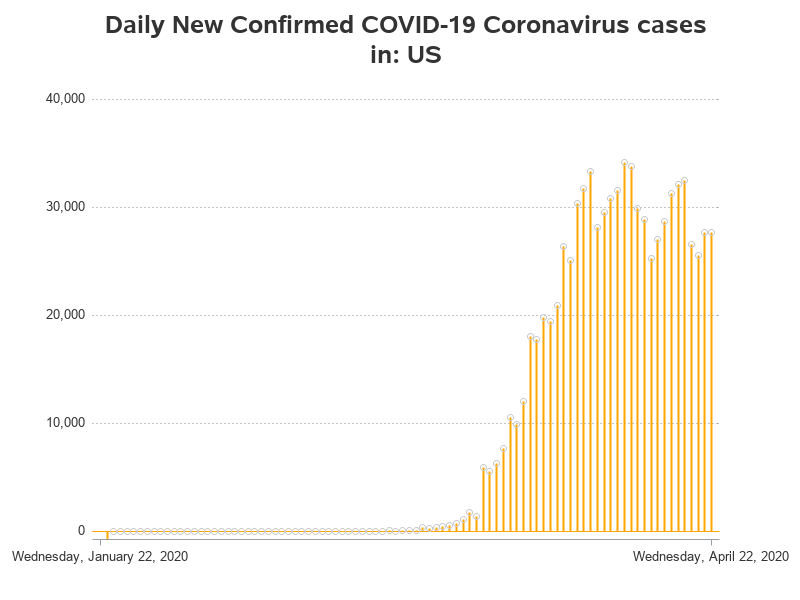 Daily New Confirmed COVID-19 Coronavirus cases
in: US
40,000
30,000
20,000
10,000
0
Wednesday, January 22, 2020
Wednesday, April 22, 2020